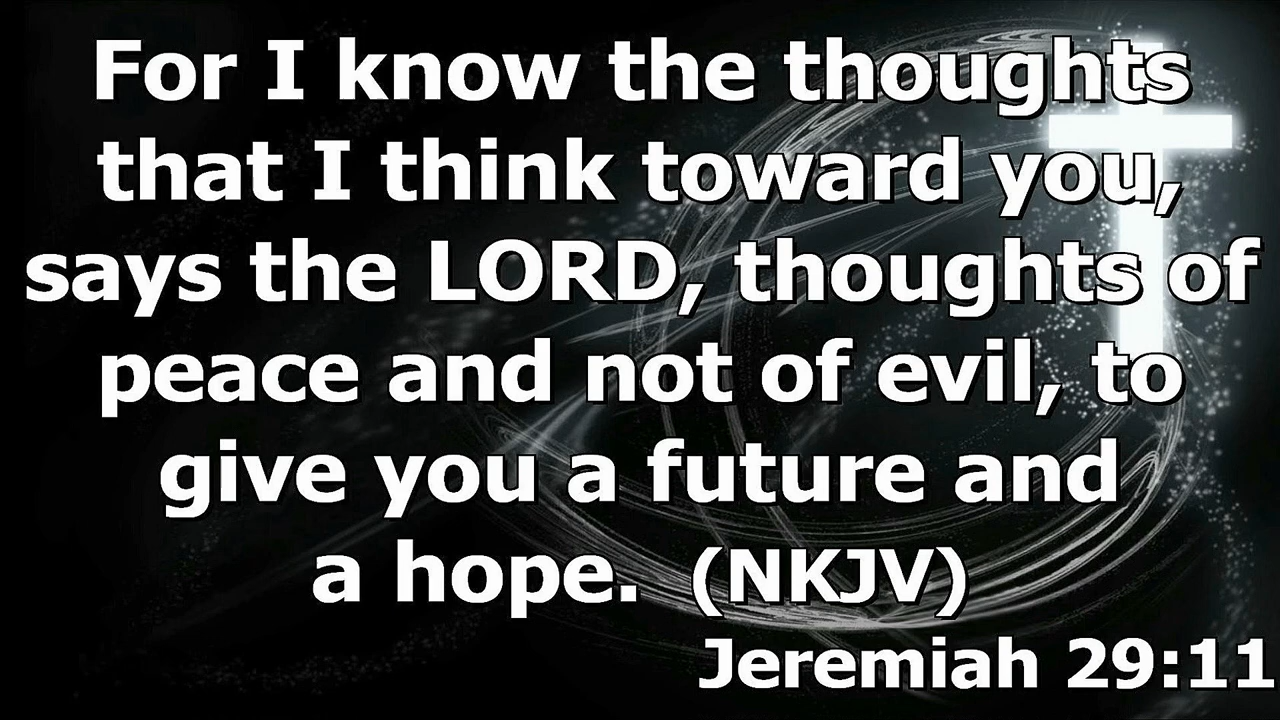 For I know the thoughts
that I think toward you,
says the LORD, thoughts of
peace and not of evil, to
give you a future and
a hope. (NKJV)
Jeremiah 29:11